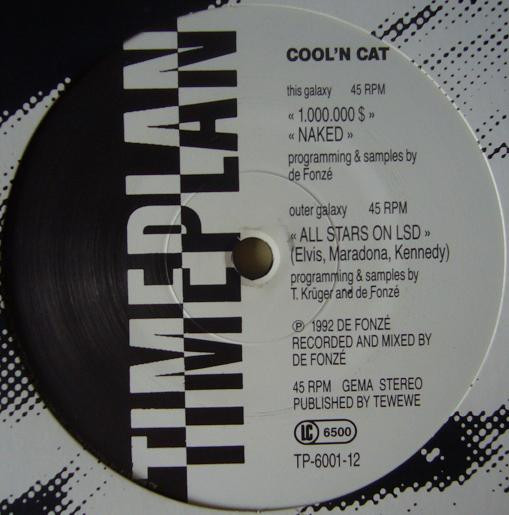 TIMEPLAN
COOL'N CAT
this galaxy 45 RPM
« 1.000.000 $ »
« NAKED »
programming & samples by
de Fonzé
outer galaxy 45 RPM
« ALL STARS ON LSD »
(Elvis, Maradona, Kennedy)
programming & samples by
T. Krüger and de Fonzé
℗ 1992 DE FONZÉ
RECORDED AND MIXED BY
DE FONZÉ
45 RPM GEMA STEREO
PUBLISHED BY TEWEWE
LC 6500
TP-6001-12